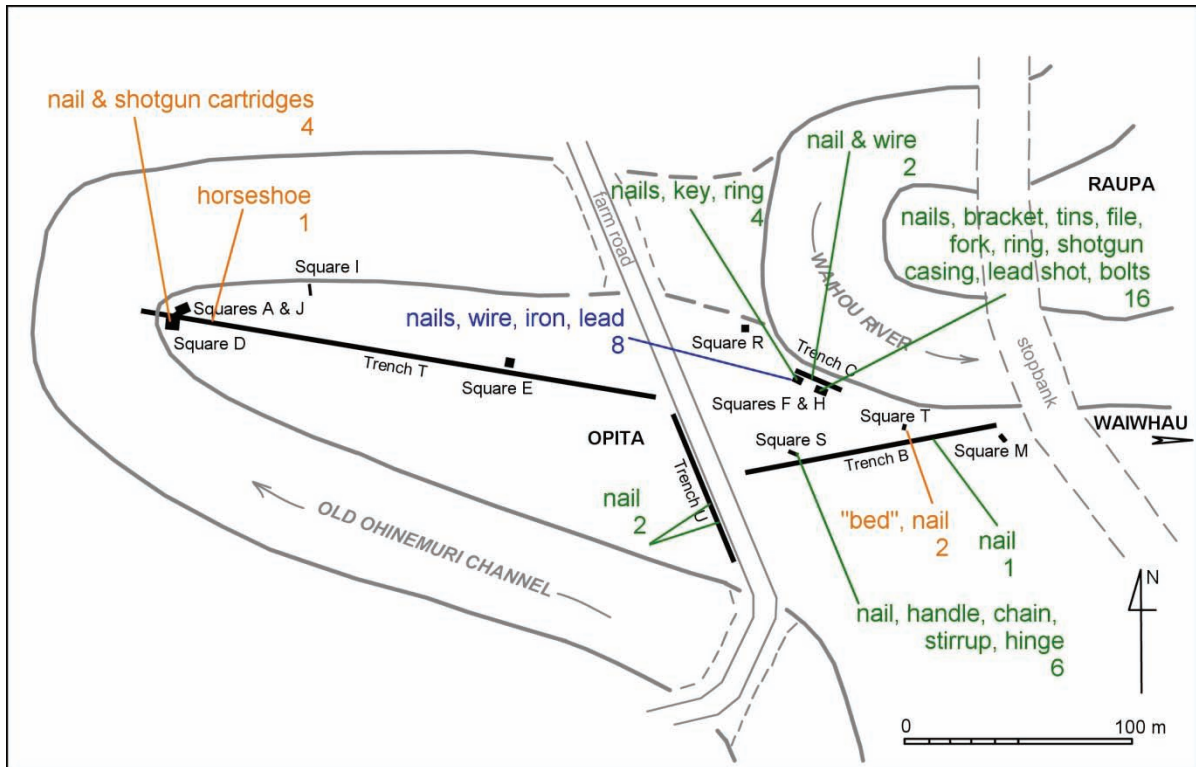 nail & shotgun cartridges
4
horseshoe
1
Square I
Squares A & J
Square D
Trench T
Square E
farm road
nails, key, ring
4
nail & wire
2
RAUPA
nails, bracket, tins, file,
fork, ring, shotgun
casing, lead shot, bolts
16
WAIHOU RIVER
nails, wire, iron, lead
8
Square R
Trench C
Squares F & H
stopbank
OPITA
Square T
WAIWHAU
Square S
Trench B
Square M
Trench U
nail
2
"bed", nail
2
nail
1
OLD OHINEMURI CHANNEL
nail, handle, chain,
stirrup, hinge
6
N
0
100 m